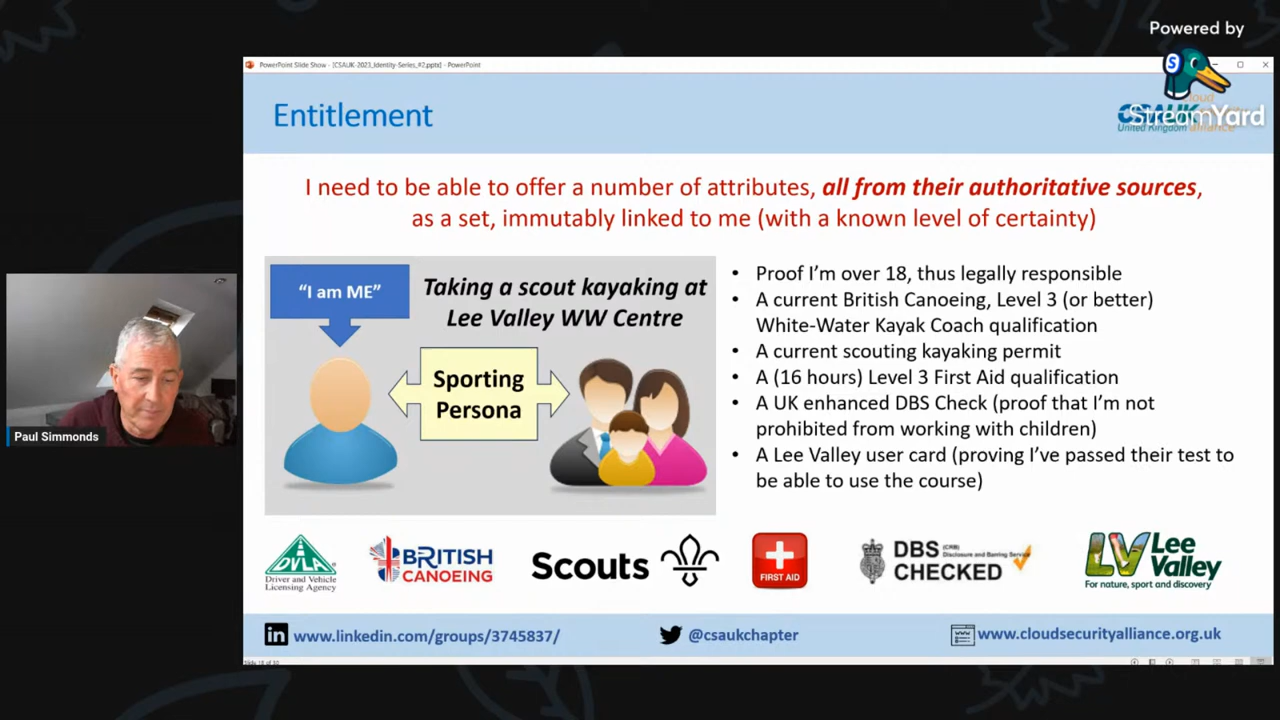 Powered by
StreamYard
PowerPoint Slide Show - [CSAUK-2023_Identity-Series_#2.pptx] - PowerPoint
Entitlement
CSAUK
United Kingdom
I need to be able to offer a number of attributes, all from their authoritative sources,
as a set, immutably linked to me (with a known level of certainty)
"I am ME"
Taking a scout kayaking at
Lee Valley WW Centre
Sporting
Persona
• Proof I'm over 18, thus legally responsible
• A current British Canoeing, Level 3 (or better)
White-Water Kayak Coach qualification
• A current scouting kayaking permit
• A (16 hours) Level 3 First Aid qualification
• A UK enhanced DBS Check (proof that I'm not
prohibited from working with children)
• A Lee Valley user card (proving I've passed their test to
be able to use the course)
Paul Simmonds
DVLA
Driver and Vehicle
Licensing Agency
BRITISH
CANOEING
Scouts
FIRST AID
DBS (CRB)
Disclosure and Barring Service
CHECKED
LV Lee
Valley
For nature, sport and discovery
www.linkedin.com/groups/3745837/
@csaukchapter
www.cloudsecurityalliance.org.uk